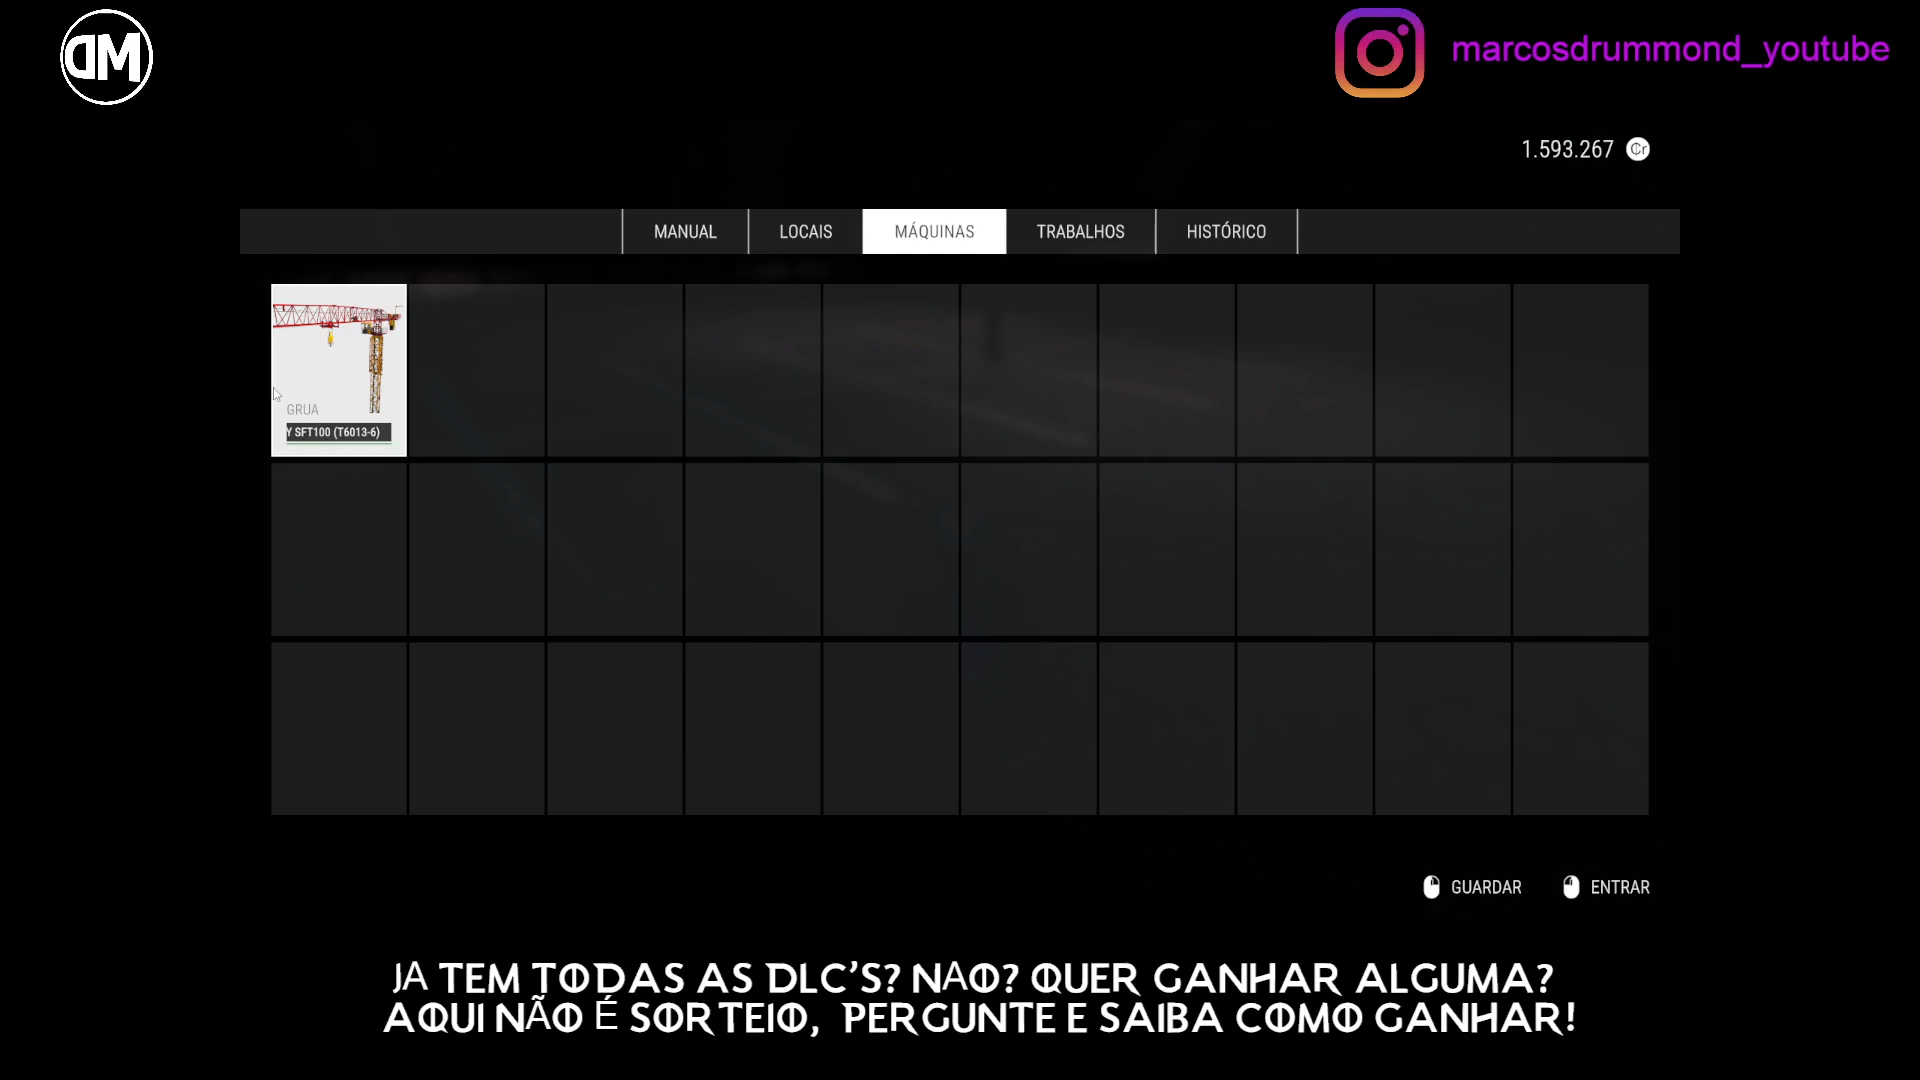 DM
marcosdrummond_youtube
1.593.267 Cr
MANUAL LOCAIS MÁQUINAS TRABALHOS HISTÓRICO
GRUA
Y SFT100 (T6013-6)
GUARDAR ENTRAR
JA TEM TODAS AS DLC'S? NAO? QUER GANHAR ALGUMA?
AQUI NÃO É SORTEIO, PERGUNTE E SAIBA COMO GANHAR!